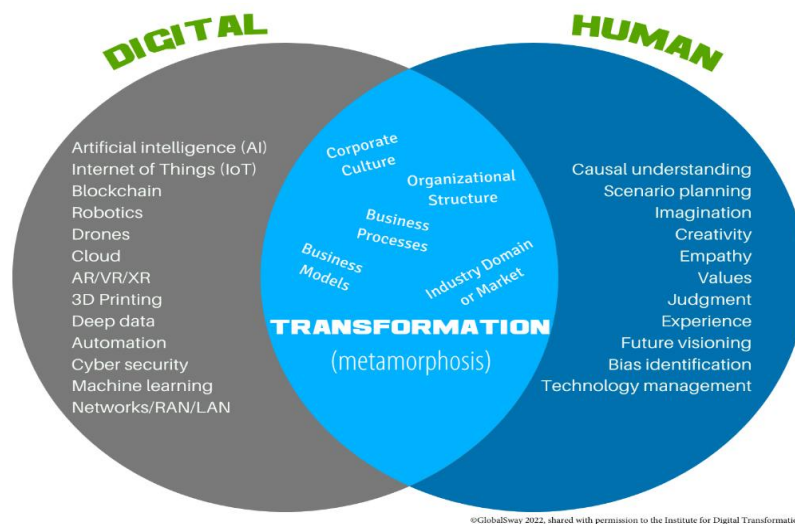 DIGITAL
HUMAN
Artificial intelligence (AI)
Internet of Things (IoT)
Blockchain
Robotics
Drones
Cloud
AR/VR/XR
3D Printing
Deep data
Automation
Cyber security
Machine learning
Networks/RAN/LAN
Corporate
Culture
Organizational
Structure
Business
Processes
Business
Models
Industry Domain
or Market
TRANSFORMATION
(metamorphosis)
Causal understanding
Scenario planning
Imagination
Creativity
Empathy
Values
Judgment
Experience
Future visioning
Bias identification
Technology management
©GlobalSway 2022, shared with permission to the Institute for Digital Transformatio